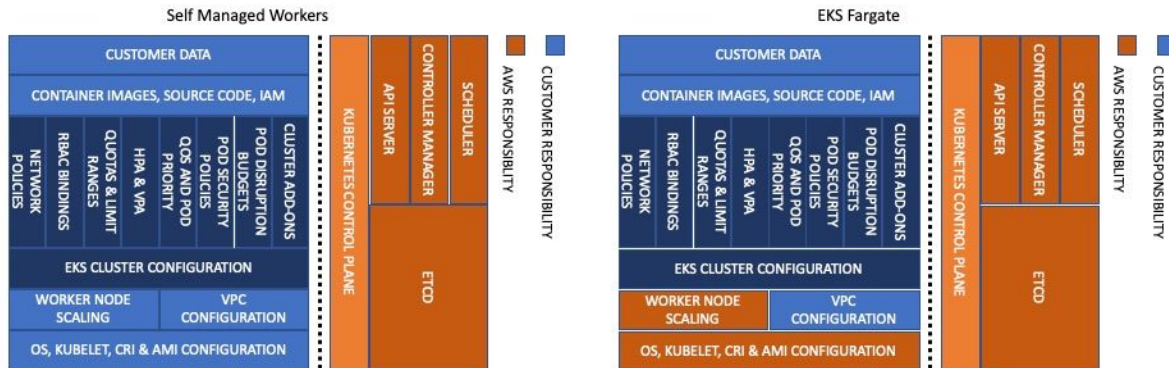 Self Managed Workers
CUSTOMER DATA
CONTAINER IMAGES, SOURCE CODE, IAM
NETWORK
POLICIES
RBAC BINDINGS
QUOTAS & LIMIT
RANGES
HPA & VPA
QOS AND POD
PRIORITY
POD SECURITY
POLICIES
POD DISRUPTION
BUDGETS
CLUSTER ADD-ONS
EKS CLUSTER CONFIGURATION
WORKER NODE
SCALING
VPC
CONFIGURATION
OS, KUBELET, CRI & AMI CONFIGURATION
KUBERNETES CONTROL PLANE
API SERVER
CONTROLLER MANAGER
SCHEDULER
ETCD
AWS RESPONSIBLITY
CUSTOMER RESPONSIBILITY
EKS Fargate
CUSTOMER DATA
CONTAINER IMAGES, SOURCE CODE, IAM
NETWORK
POLICIES
RBAC BINDINGS
QUOTAS & LIMIT
RANGES
HPA & VPA
QOS AND POD
PRIORITY
POD SECURITY
POLICIES
POD DISRUPTION
BUDGETS
CLUSTER ADD-ONS
EKS CLUSTER CONFIGURATION
WORKER NODE
SCALING
VPC
CONFIGURATION
OS, KUBELET, CRI & AMI CONFIGURATION
KUBERNETES CONTROL PLANE
API SERVER
CONTROLLER MANAGER
SCHEDULER
ETCD
AWS RESPONSIBLITY
CUSTOMER RESPONSIBILITY